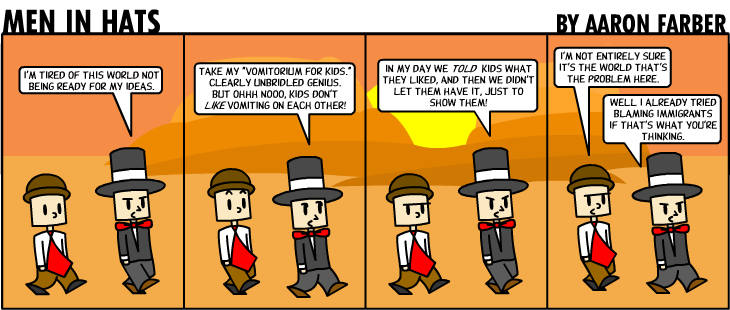 MEN IN HATS
BY AARON FARBER
I'M TIRED OF THIS WORLD NOT
BEING READY FOR MY IDEAS.
TAKE MY "VOMITORIUM FOR KIDS."
CLEARLY UNBRIDLED GENIUS.
BUT OHHH NOOO, KIDS DON'T
LIKE VOMITING ON EACH OTHER!
IN MY DAY WE TOLD KIDS WHAT
THEY LIKED, AND THEN WE DIDN'T
LET THEM HAVE IT, JUST TO
SHOW THEM!
I'M NOT ENTIRELY SURE
IT'S THE WORLD THAT'S
THE PROBLEM HERE.
WELL I ALREADY TRIED
BLAMING IMMIGRANTS
IF THAT'S WHAT YOU'RE
THINKING.